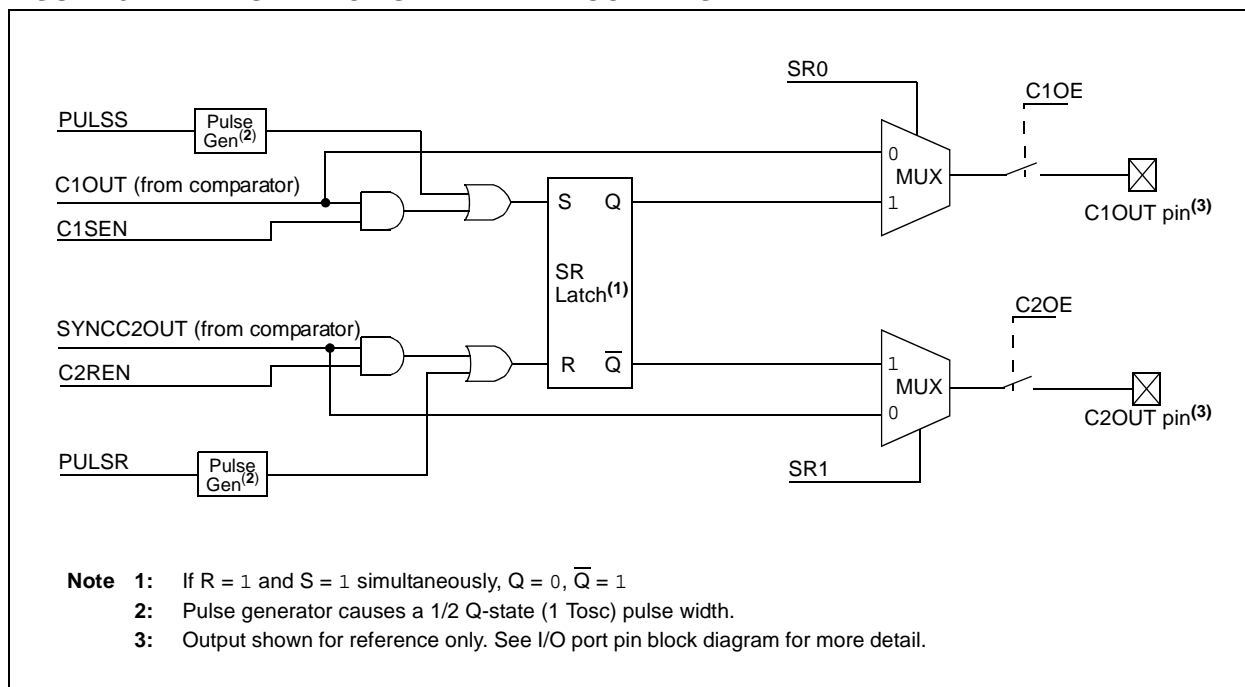 SR0
C1OE
PULSS
Pulse
Gen(2)
0
C1OUT (from comparator)
MUX
S Q
1
C1OUT pin(3)
C1SEN
SR
Latch(1)
C2OE
SYNCC2OUT (from comparator)
R Q̅
1
C2REN
MUX
0
C2OUT pin(3)
PULSR
Pulse
Gen(2)
SR1
Note 1: If R = 1 and S = 1 simultaneously, Q = 0, Q̅ = 1
2: Pulse generator causes a 1/2 Q-state (1 Tosc) pulse width.
3: Output shown for reference only. See I/O port pin block diagram for more detail.